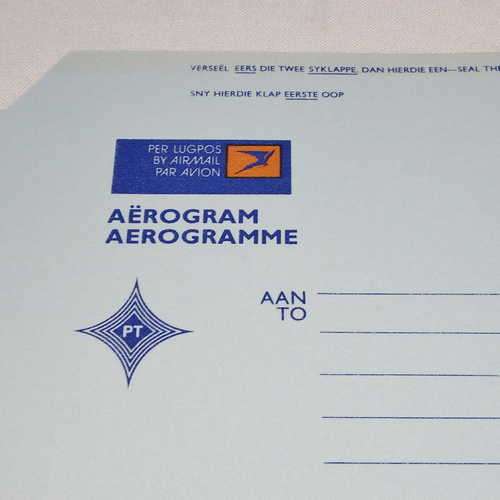 VERSEËL EERS DIE TWEE SYKLAPPE, DAN HIERDIE EEN—SEAL THE
SNY HIERDIE KLAP EERSTE OOP
PER LUGPOS
BY AIRMAIL
PAR AVION
AËROGRAM
AEROGRAMME
PT
AAN
TO